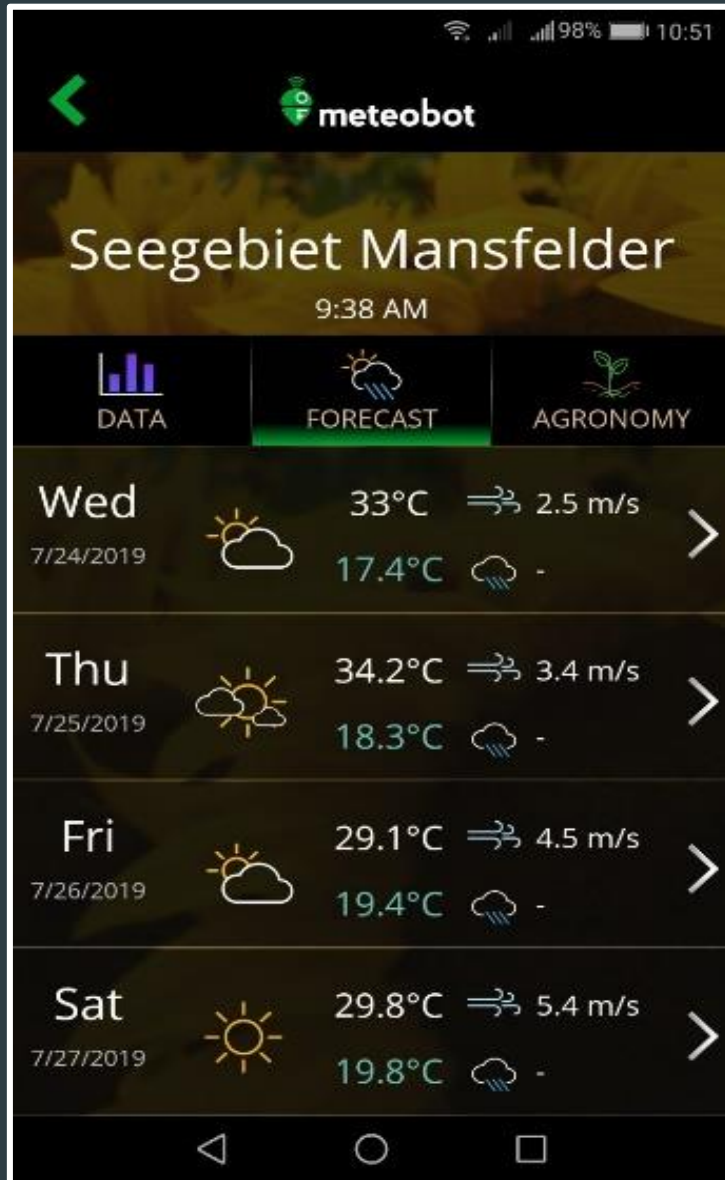 98% 10:51
meteobot
Seegebiet Mansfelder
9:38 AM
DATA FORECAST AGRONOMY
Wed 33°C 2.5 m/s
7/24/2019 17.4°C -
Thu 34.2°C 3.4 m/s
7/25/2019 18.3°C -
Fri 29.1°C 4.5 m/s
7/26/2019 19.4°C -
Sat 29.8°C 5.4 m/s
7/27/2019 19.8°C -